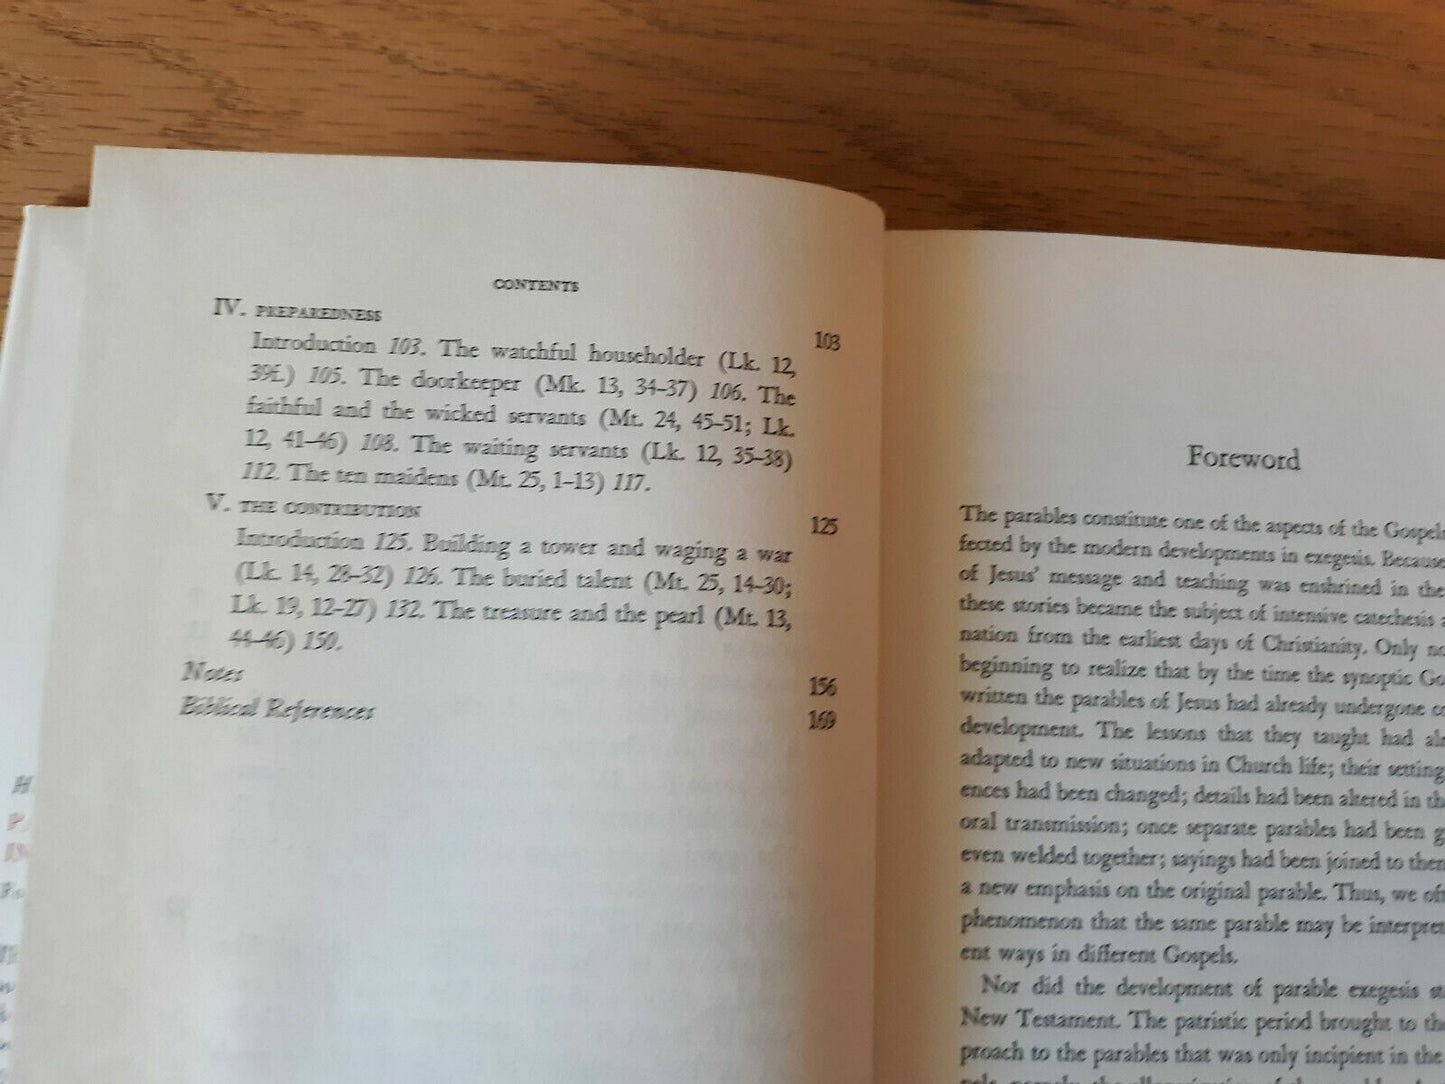 CONTENTS
IV. PREPAREDNESS 103
Introduction 103. The watchful householder (Lk. 12,
39f.) 105. The doorkeeper (Mk. 13, 34–37) 106. The
faithful and the wicked servants (Mt. 24, 45–51; Lk.
12, 41–46) 108. The waiting servants (Lk. 12, 35–38)
112. The ten maidens (Mt. 25, 1–13) 117.
V. THE CONTRIBUTION 125
Introduction 125. Building a tower and waging a war
(Lk. 14, 28–32) 126. The buried talent (Mt. 25, 14–30;
Lk. 19, 12–27) 132. The treasure and the pearl (Mt. 13,
44–46) 150.
Notes 156
Biblical References 169
Foreword
The parables constitute one of the aspects of the Gospels
fected by the modern developments in exegesis. Because
of Jesus' message and teaching was enshrined in the
these stories became the subject of intensive catechesis
nation from the earliest days of Christianity. Only
beginning to realize that by the time the synoptic Go
written the parables of Jesus had already undergone
development. The lessons that they taught had
adapted to new situations in Church life; their setting
ences had been changed; details had been altered in
oral transmission; once separate parables had been
even welded together; sayings had been joined to
a new emphasis on the original parable. Thus, we
phenomenon that the same parable may be interpret
ent ways in different Gospels.
Nor did the development of parable exegesis
New Testament. The patristic period brought to
proach to the parables that was only incipient in the